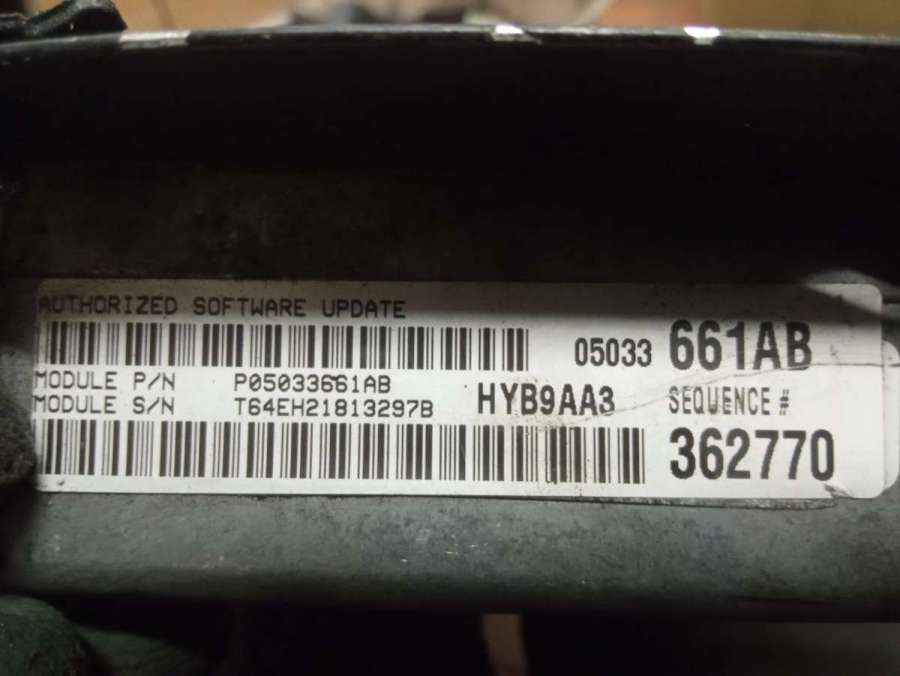 AUTHORIZED SOFTWARE UPDATE
05033 661AB
MODULE P/N P05033661AB
MODULE S/N T64EH21813297B
HYB9AA3
SEQUENCE #
362770